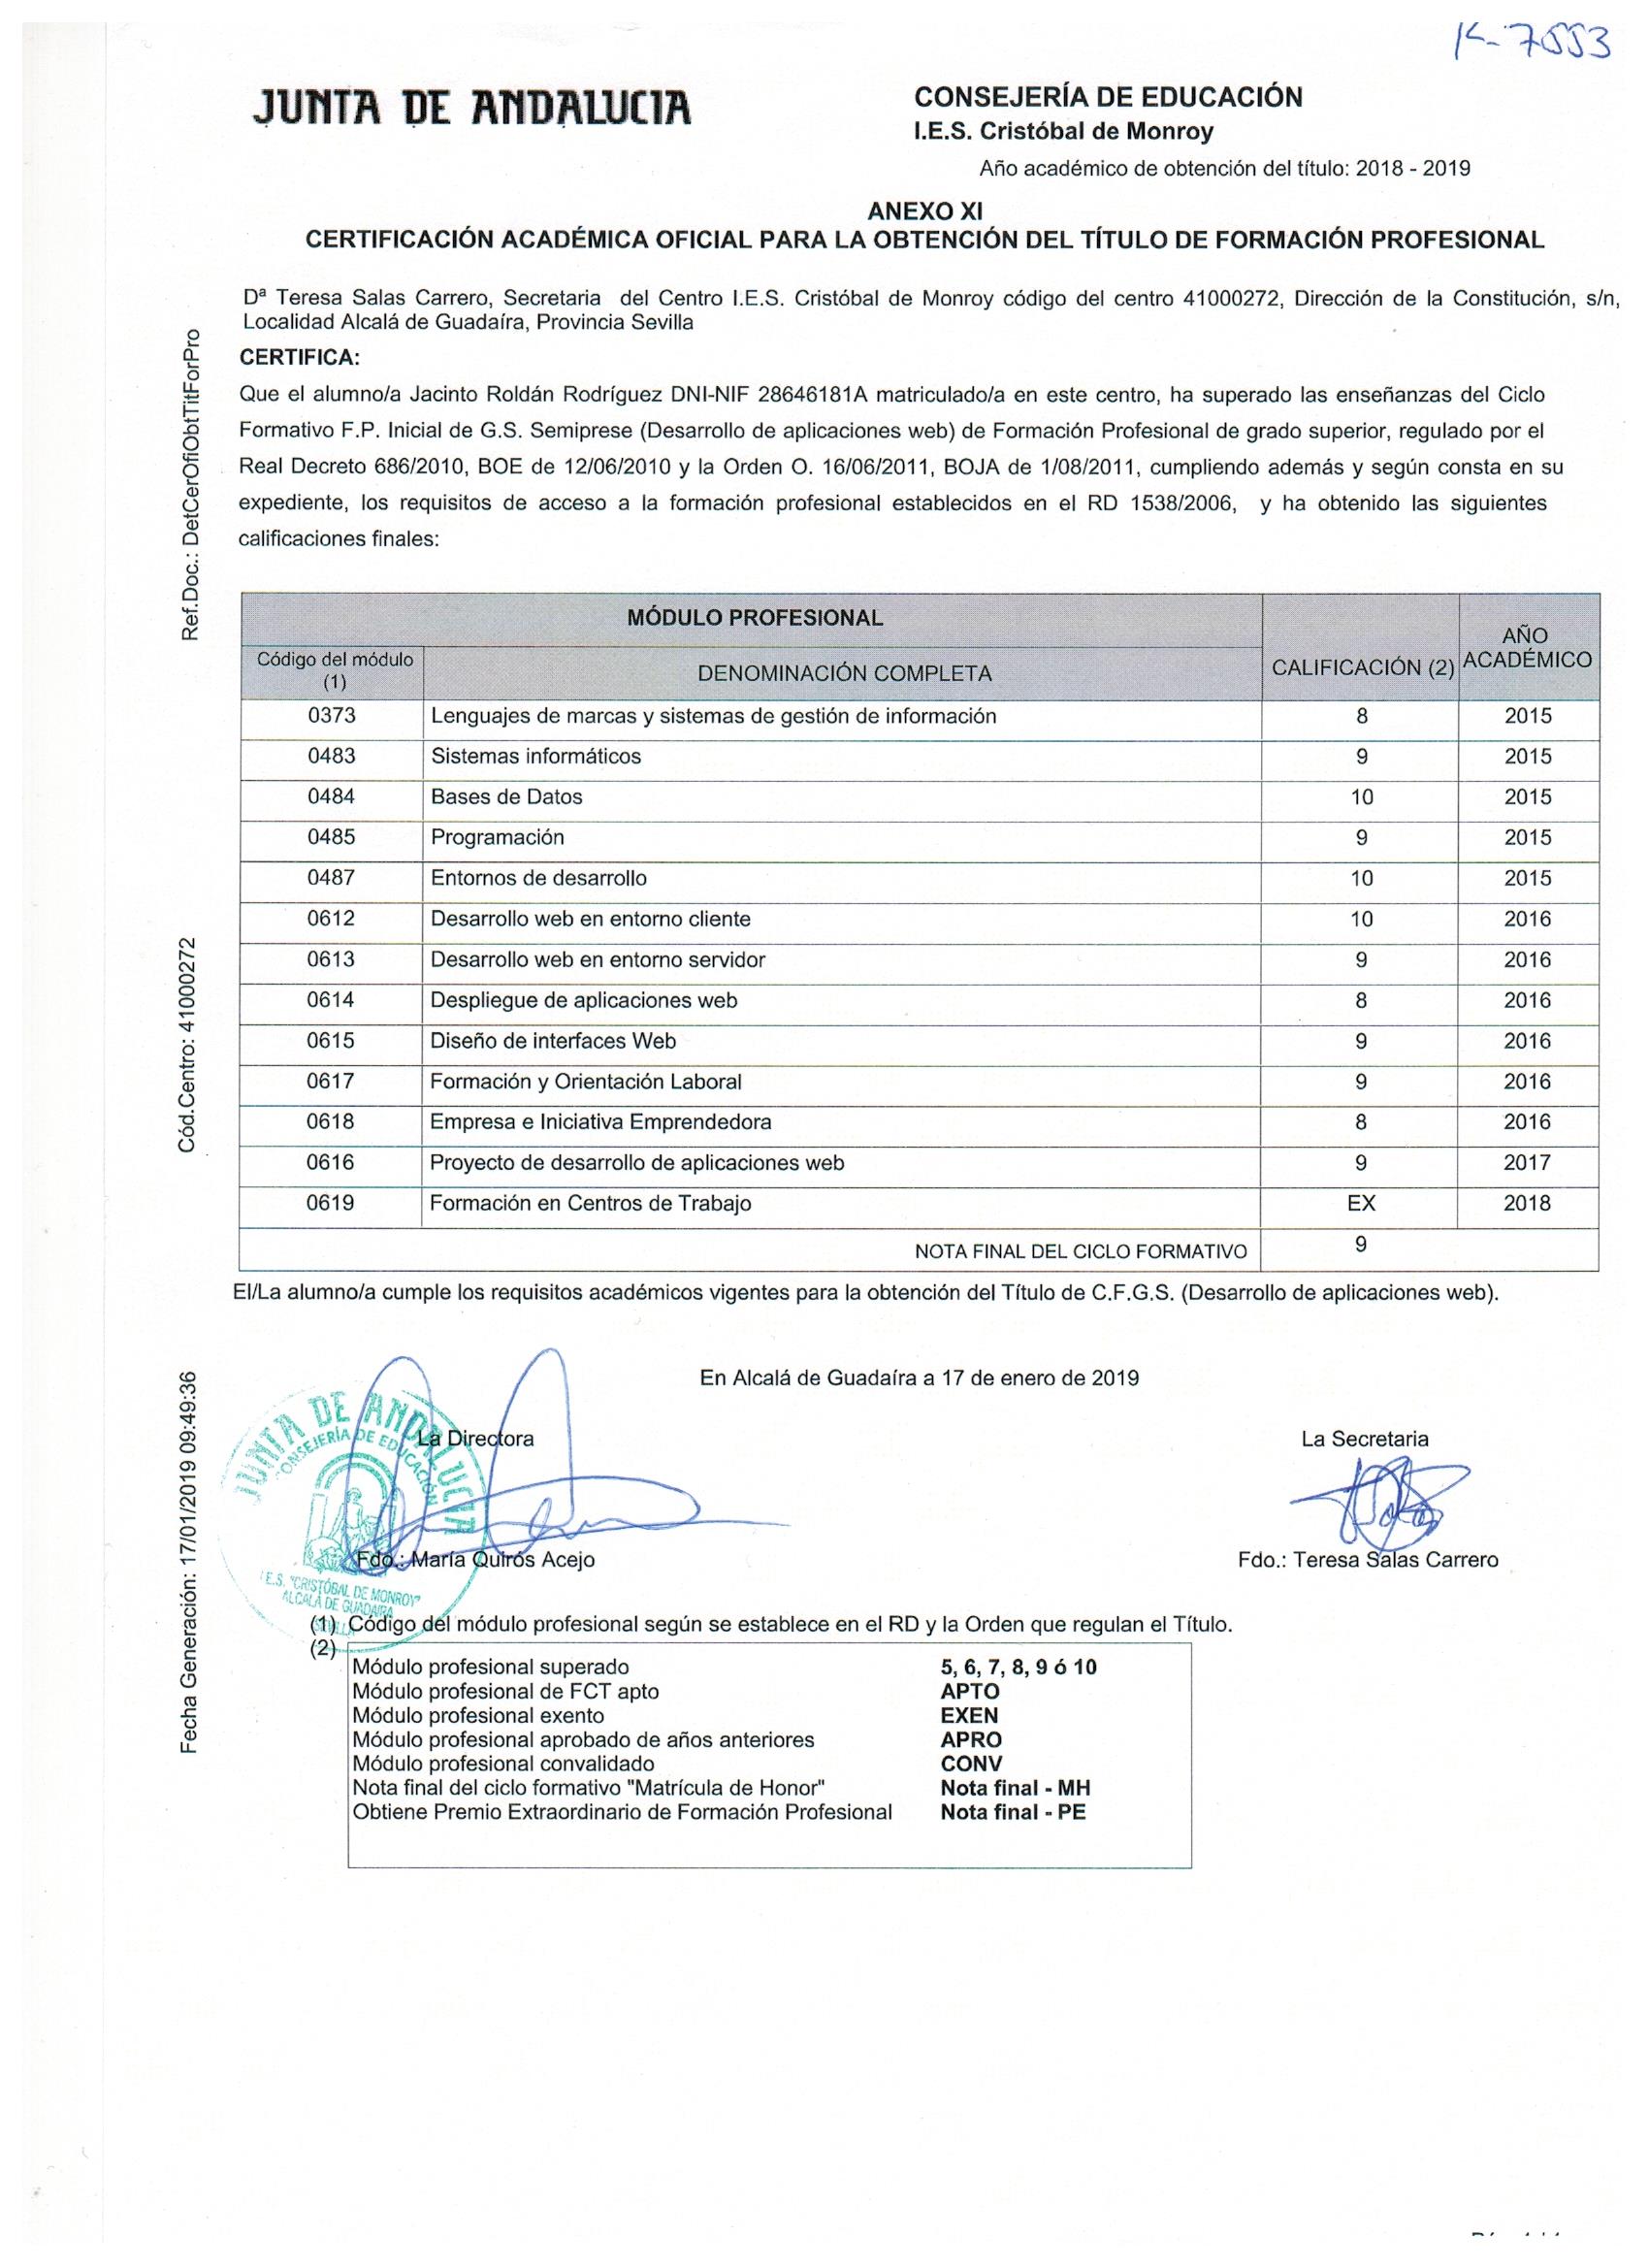 K-7553
JUNTA DE ANDALUCIA
CONSEJERÍA DE EDUCACIÓN
I.E.S. Cristóbal de Monroy
Año académico de obtención del título: 2018 - 2019
ANEXO XI
CERTIFICACIÓN ACADÉMICA OFICIAL PARA LA OBTENCIÓN DEL TÍTULO DE FORMACIÓN PROFESIONAL
Dª Teresa Salas Carrero, Secretaria del Centro I.E.S. Cristóbal de Monroy código del centro 41000272, Dirección de la Constitución, s/n,
Localidad Alcalá de Guadaíra, Provincia Sevilla
CERTIFICA:
Que el alumno/a Jacinto Roldán Rodríguez DNI-NIF 28646181A matriculado/a en este centro, ha superado las enseñanzas del Ciclo
Formativo F.P. Inicial de G.S. Semiprese (Desarrollo de aplicaciones web) de Formación Profesional de grado superior, regulado por el
Real Decreto 686/2010, BOE de 12/06/2010 y la Orden O. 16/06/2011, BOJA de 1/08/2011, cumpliendo además y según consta en su
expediente, los requisitos de acceso a la formación profesional establecidos en el RD 1538/2006, y ha obtenido las siguientes
calificaciones finales:
MÓDULO PROFESIONAL
Código del módulo (1) DENOMINACIÓN COMPLETA CALIFICACIÓN (2) AÑO ACADÉMICO
0373 Lenguajes de marcas y sistemas de gestión de información 8 2015
0483 Sistemas informáticos 9 2015
0484 Bases de Datos 10 2015
0485 Programación 9 2015
0487 Entornos de desarrollo 10 2015
0612 Desarrollo web en entorno cliente 10 2016
0613 Desarrollo web en entorno servidor 9 2016
0614 Despliegue de aplicaciones web 8 2016
0615 Diseño de interfaces Web 9 2016
0617 Formación y Orientación Laboral 9 2016
0618 Empresa e Iniciativa Emprendedora 8 2016
0616 Proyecto de desarrollo de aplicaciones web 9 2017
0619 Formación en Centros de Trabajo EX 2018
NOTA FINAL DEL CICLO FORMATIVO 9
El/La alumno/a cumple los requisitos académicos vigentes para la obtención del Título de C.F.G.S. (Desarrollo de aplicaciones web).
En Alcalá de Guadaíra a 17 de enero de 2019
La Directora
La Secretaria
JUNTA DE ANDALUCIA
CONSEJERÍA DE EDUCACIÓN
I.E.S. "CRISTÓBAL DE MONROY"
ALCALÁ DE GUADAIRA
SEVILLA
Fdo.: María Quirós Acejo
Fdo.: Teresa Salas Carrero
(1) Código del módulo profesional según se establece en el RD y la Orden que regulan el Título.
(2)
Módulo profesional superado 5, 6, 7, 8, 9 ó 10
Módulo profesional de FCT apto APTO
Módulo profesional exento EXEN
Módulo profesional aprobado de años anteriores APRO
Módulo profesional convalidado CONV
Nota final del ciclo formativo "Matrícula de Honor" Nota final - MH
Obtiene Premio Extraordinario de Formación Profesional Nota final - PE
Ref.Doc.: DetCerOfiObtTitForPro
Cód.Centro: 41000272
Fecha Generación: 17/01/2019 09:49:36